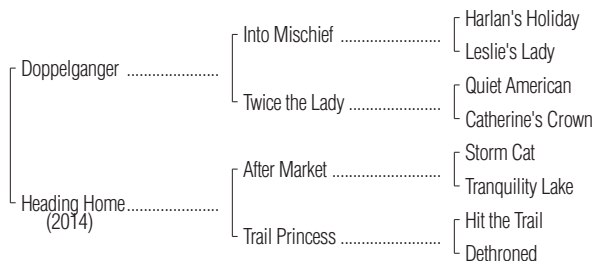 Harlan's Holiday
Into Mischief ..................
Leslie's Lady
Doppelganger ......................
Quiet American
Twice the Lady ......................
Catherine's Crown
Storm Cat
After Market ..........................
Tranquility Lake
Heading Home......................
(2014)
Hit the Trail
Trail Princess ........................
Dethroned